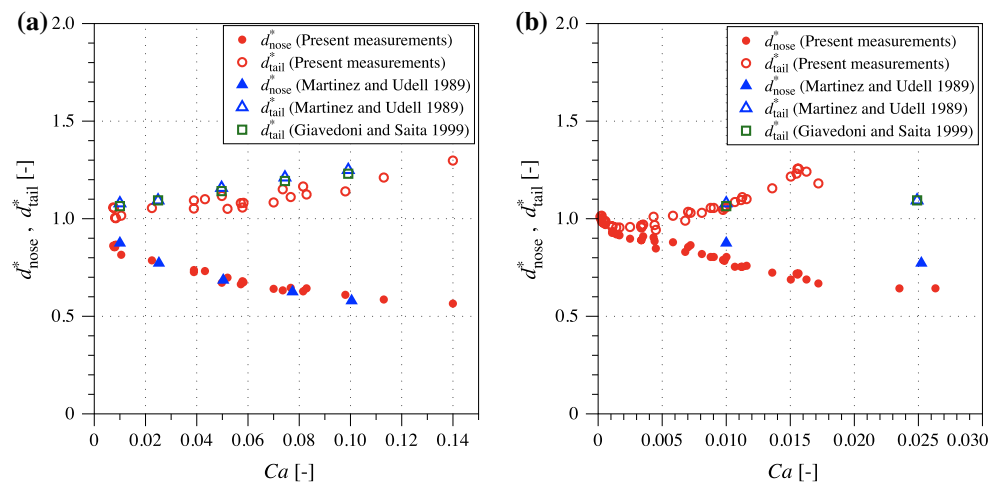 (a)
2.0
1.5
1.0
0.5
0
d*nose , d*tail [-]
d*nose (Present measurements)
d*tail (Present measurements)
d*nose (Martinez and Udell 1989)
d*tail (Martinez and Udell 1989)
d*tail (Giavedoni and Saita 1999)
0 0.02 0.04 0.06 0.08 0.10 0.12 0.14
Ca [-]
(b)
2.0
1.5
1.0
0.5
0
d*nose , d*tail [-]
d*nose (Present measurements)
d*tail (Present measurements)
d*nose (Martinez and Udell 1989)
d*tail (Martinez and Udell 1989)
d*tail (Giavedoni and Saita 1999)
0 0.005 0.010 0.015 0.020 0.025 0.030
Ca [-]